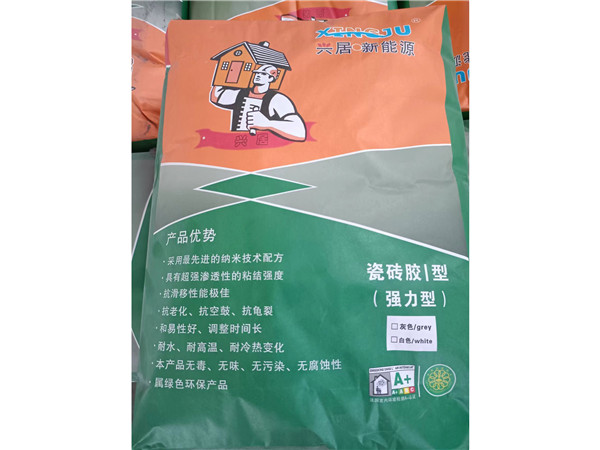 XINGJU®
兴居·新能源
兴居
产品优势
·采用最先进的纳米技术配方
·具有超强渗透性的粘结强度
·抗滑移性能极佳
·抗老化、抗空鼓、抗龟裂
·和易性好、调整时间长
·耐水、耐高温、耐冷热变化
·本产品无毒、无味、无污染、无腐蚀性
·属绿色环保产品
瓷砖胶I型
（强力型）
□灰色/grey
□白色/white
A+